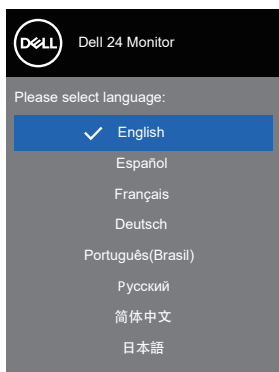 DELL Dell 24 Monitor
Please select language:
English
Español
Français
Deutsch
Português(Brasil)
Русский
简体中文
日本語